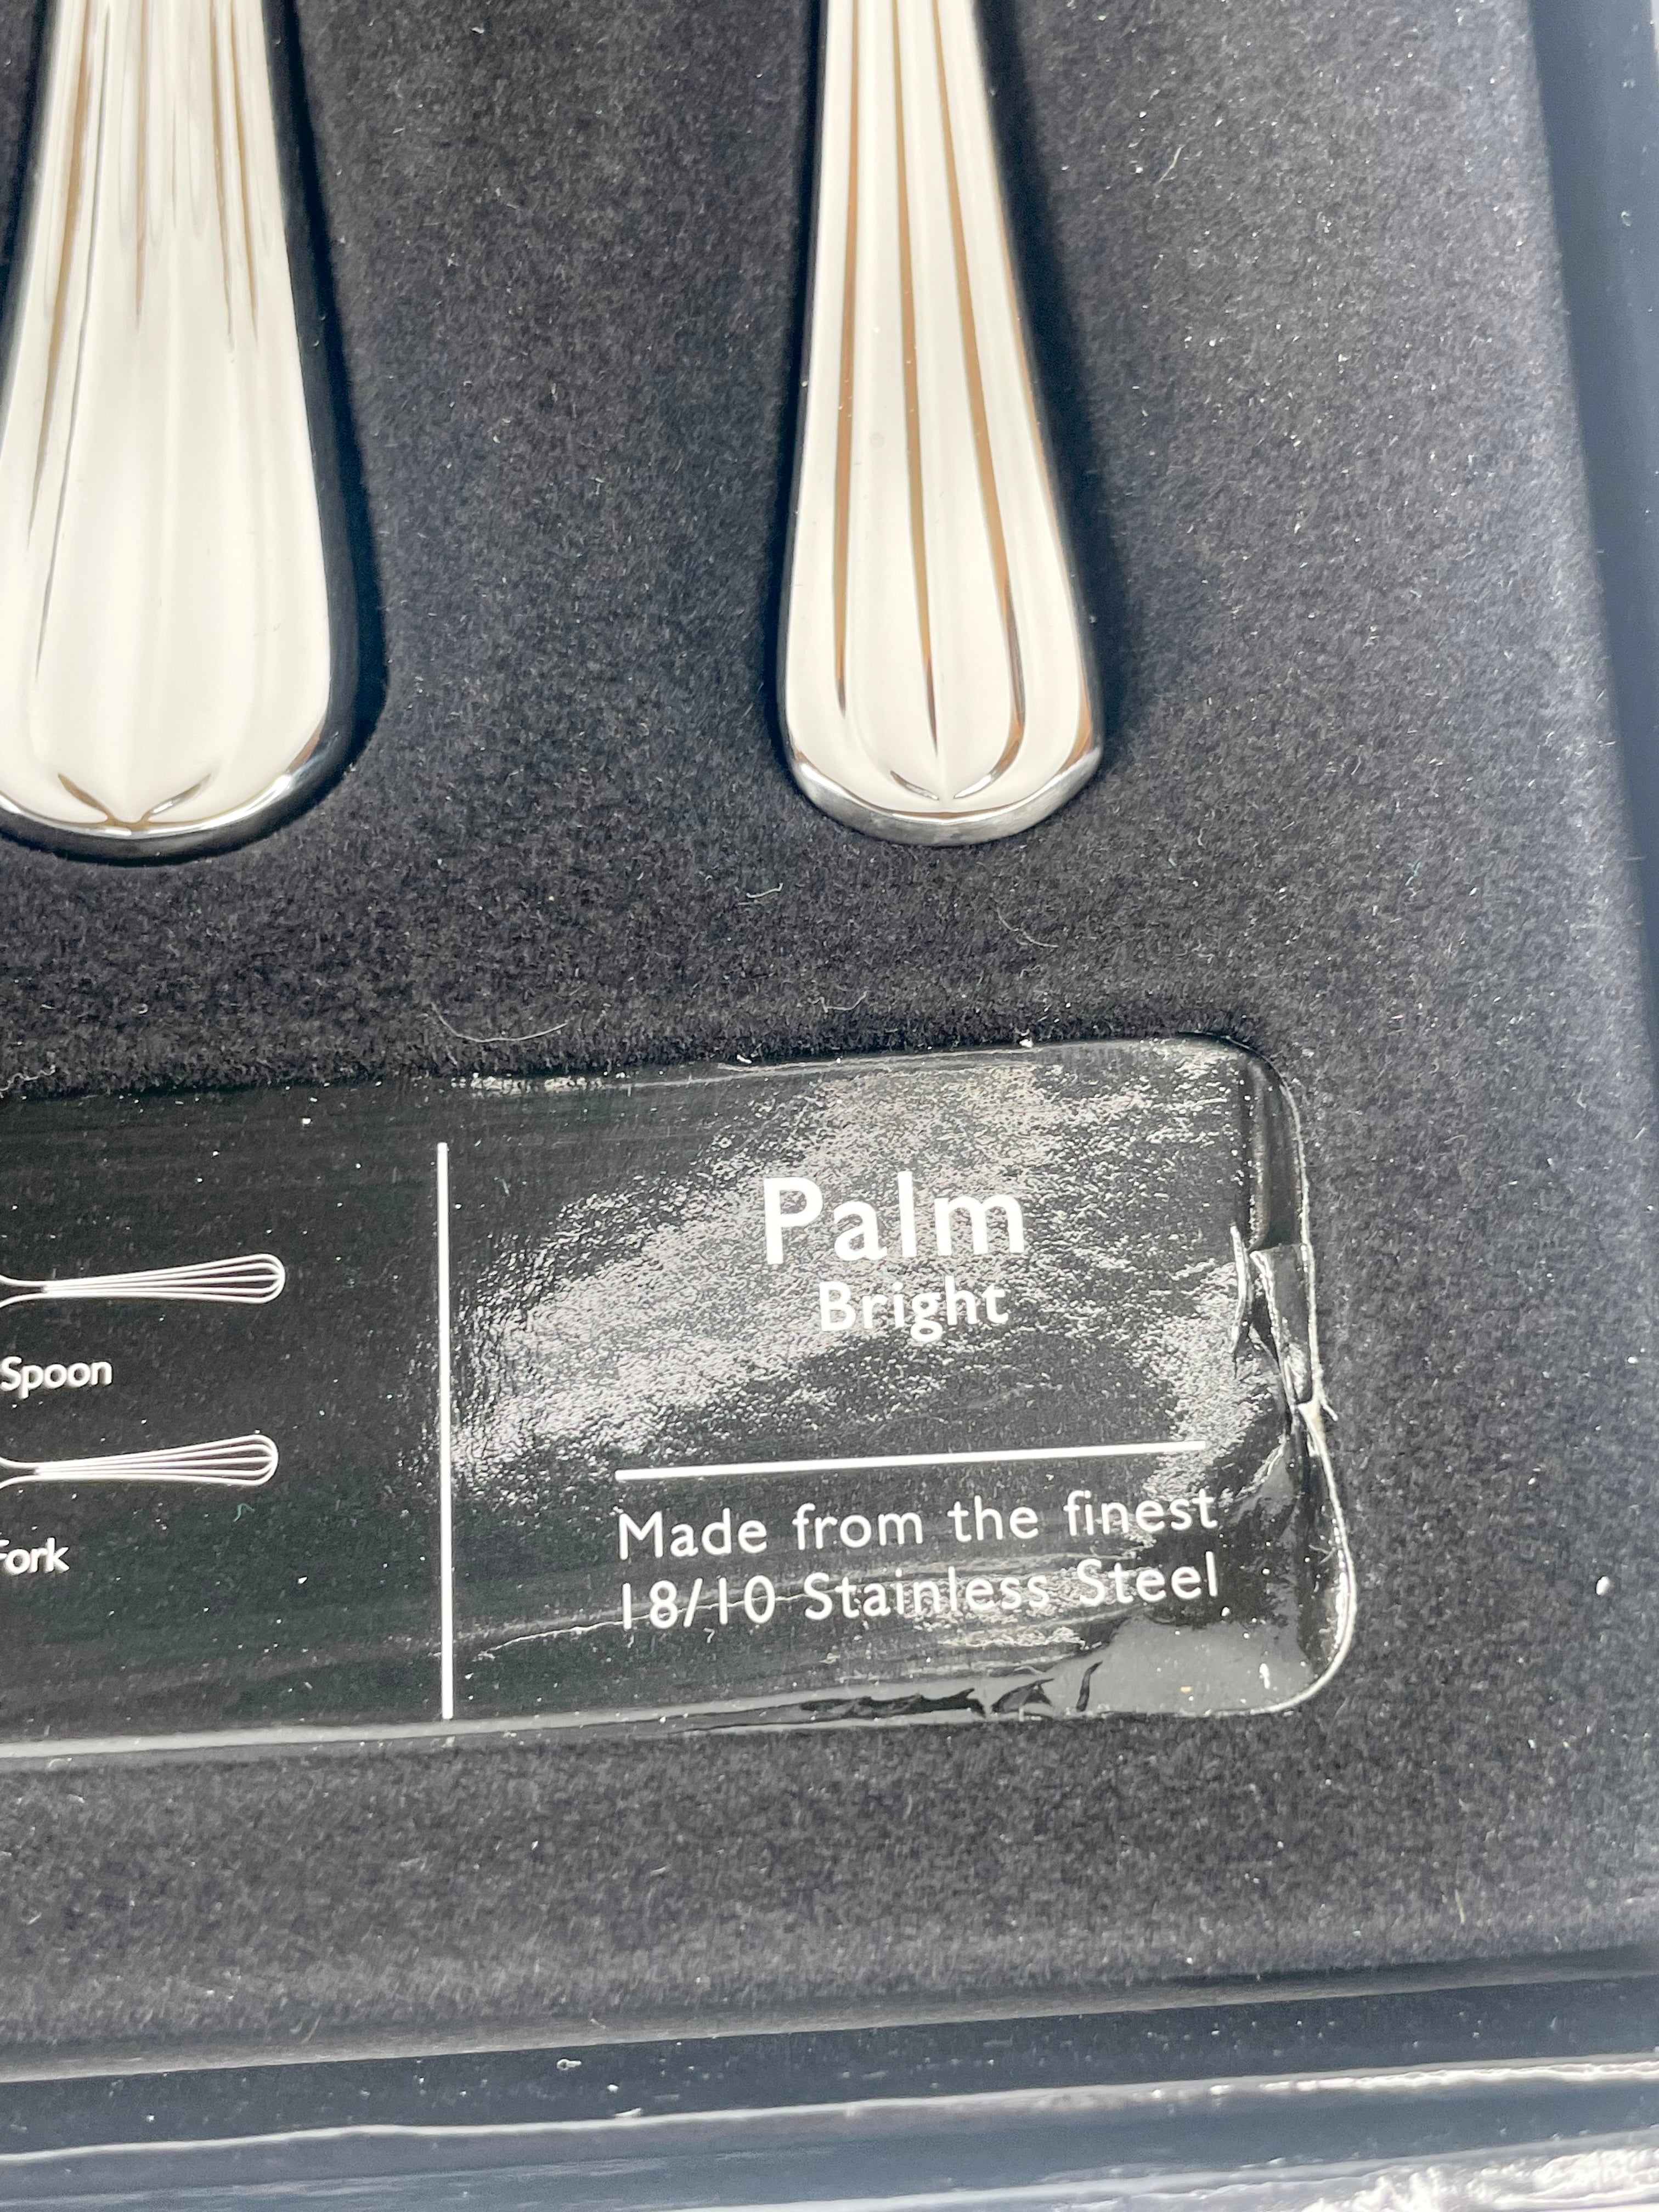 Spoon
Fork
Palm
Bright
Made from the finest
18/10 Stainless Steel